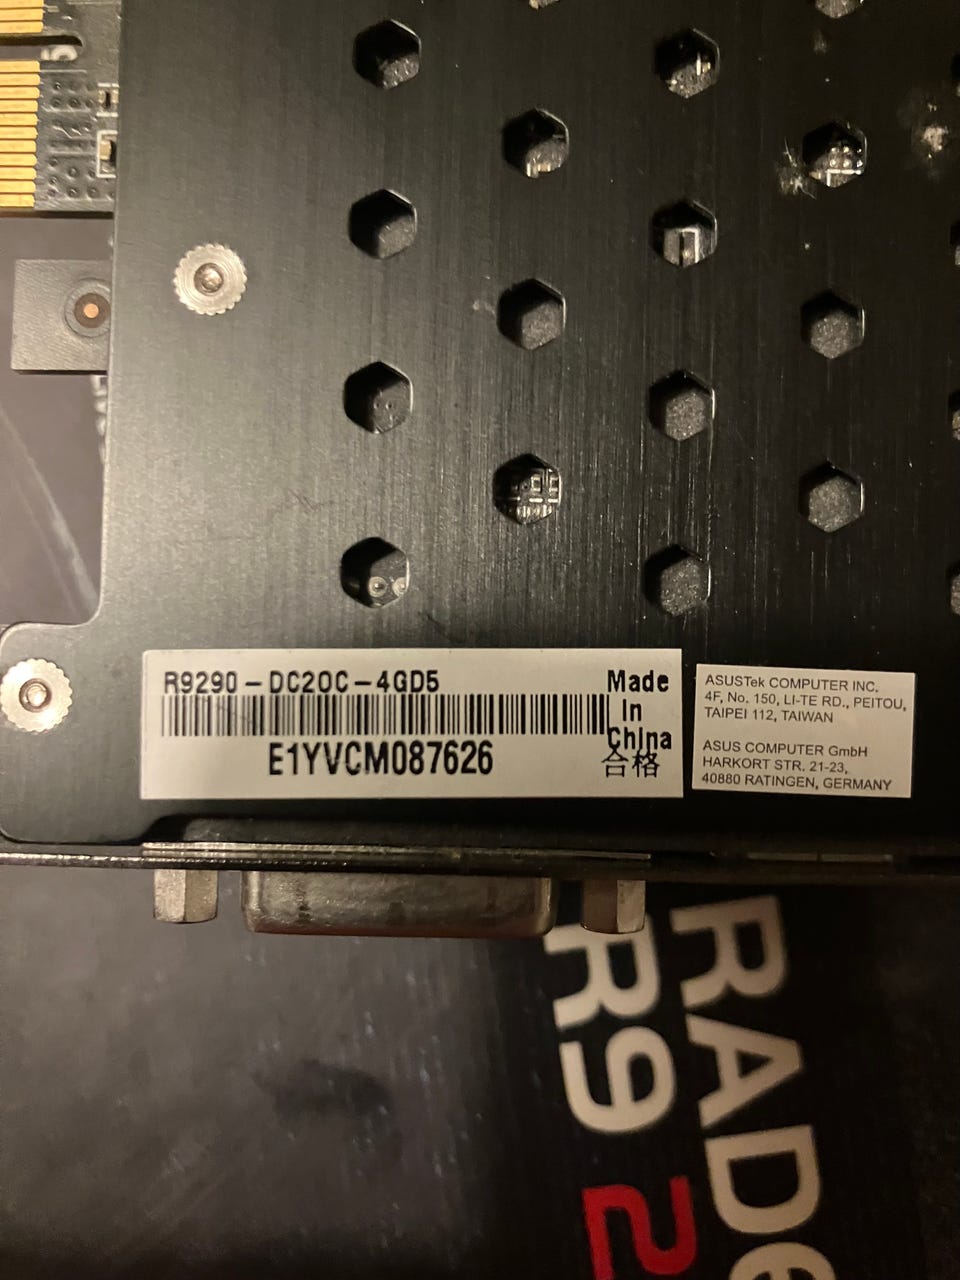 R9290-DC2OC-4GD5
Made
In
China
合格
E1YVCM087626
ASUSTek COMPUTER INC.
4F, No. 150, LI-TE RD., PEITOU,
TAIPEI 112, TAIWAN
ASUS COMPUTER GmbH
HARKORT STR. 21-23,
40880 RATINGEN, GERMANY
RADe
R9 2